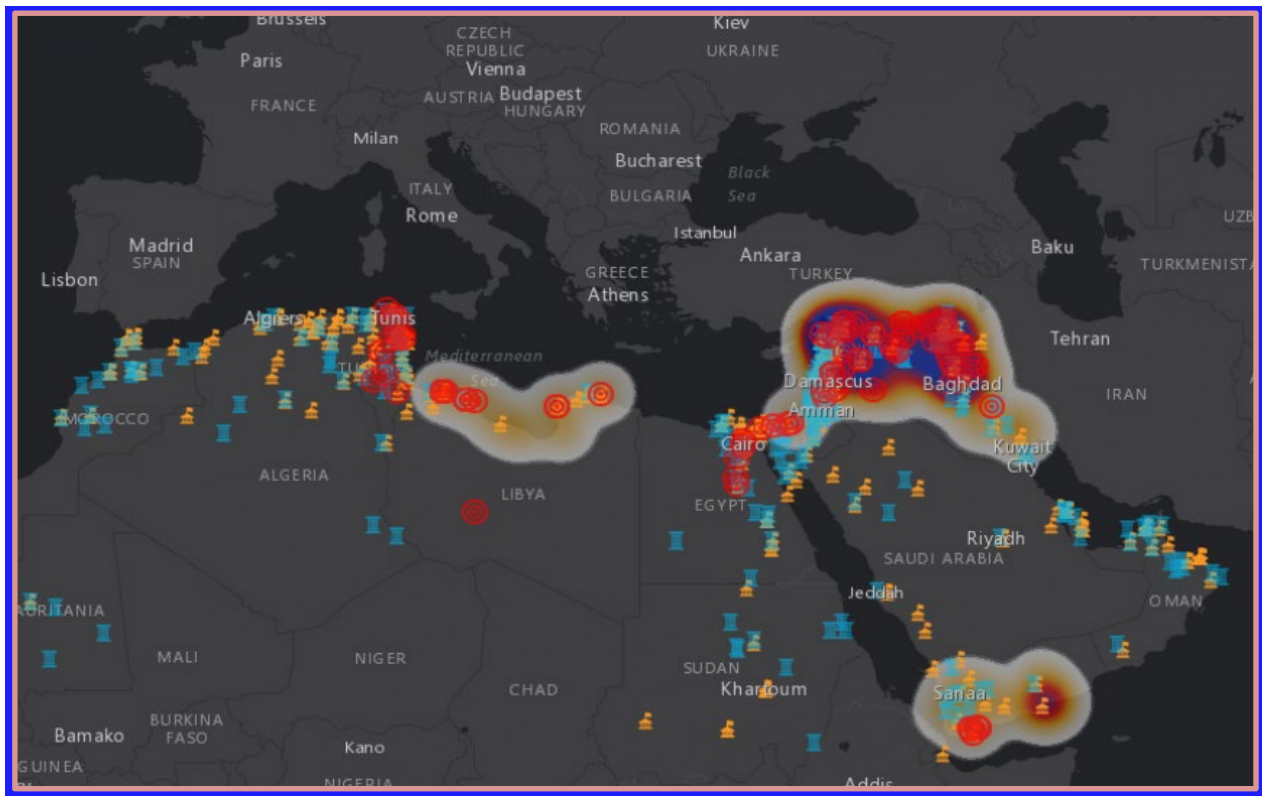 Brussels
Kiev
CZECH
REPUBLIC
UKRAINE
Paris
Vienna
AUSTRIA
Budapest
FRANCE
HUNGARY
Milan
ROMANIA
Bucharest
Black
Sea
ITALY
BULGARIA
Rome
UZB
Istanbul
Madrid
Ankara
Baku
SPAIN
TURKMENISTA
Lisbon
GREECE
TURKEY
Athens
Algiers
Tunis
Tehran
Mediterranean
Sea
Damascus
Baghdad
IRAN
MOROCCO
Amman
Cairo
Kuwait
City
ALGERIA
LIBYA
EGYPT
Riyadh
SAUDI ARABIA
Jeddah
OMAN
AURITANIA
MALI
NIGER
SUDAN
CHAD
Khartoum
Sanaa
BURKINA
FASO
Bamako
Kano
GUINEA
NIGERIA
Addis